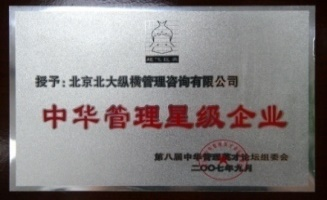 授予：北京北大纵横管理咨询有限公司
中华管理星级企业
第八届中华管理英才论坛组委会
二〇〇七年九月